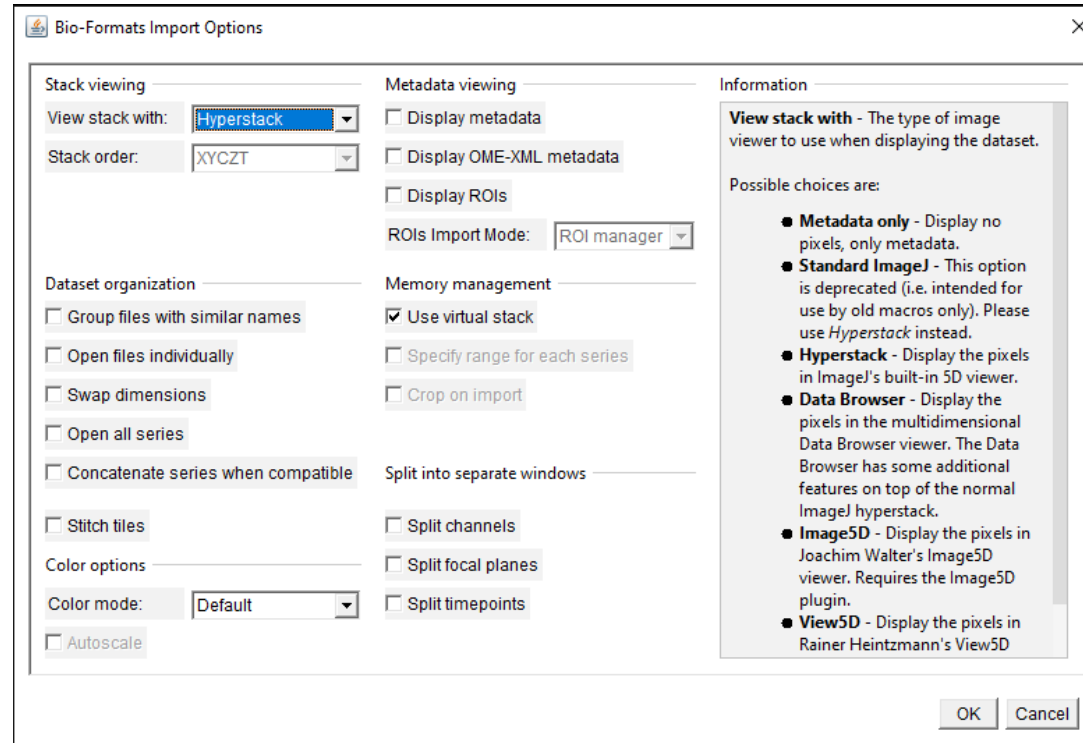 Bio-Formats Import Options
Stack viewing
View stack with:
Hyperstack
Stack order:
XYCZT
Dataset organization
Group files with similar names
Open files individually
Swap dimensions
Open all series
Concatenate series when compatible
Stitch tiles
Color options
Color mode:
Default
Autoscale
Metadata viewing
Display metadata
Display OME-XML metadata
Display ROIs
ROIs Import Mode:
ROI manager
Memory management
Use virtual stack
Specify range for each series
Crop on import
Split into separate windows
Split channels
Split focal planes
Split timepoints
Information
View stack with - The type of image
viewer to use when displaying the dataset.
Possible choices are:
Metadata only - Display no
pixels, only metadata.
Standard ImageJ - This option
is deprecated (i.e. intended for
use by old macros only). Please
use Hyperstack instead.
Hyperstack - Display the pixels
in ImageJ's built-in 5D viewer.
Data Browser - Display the
pixels in the multidimensional
Data Browser viewer. The Data
Browser has some additional
features on top of the normal
ImageJ hyperstack.
Image5D - Display the pixels in
Joachim Walter's Image5D
viewer. Requires the Image5D
plugin.
View5D - Display the pixels in
Rainer Heintzmann's View5D
OK
Cancel